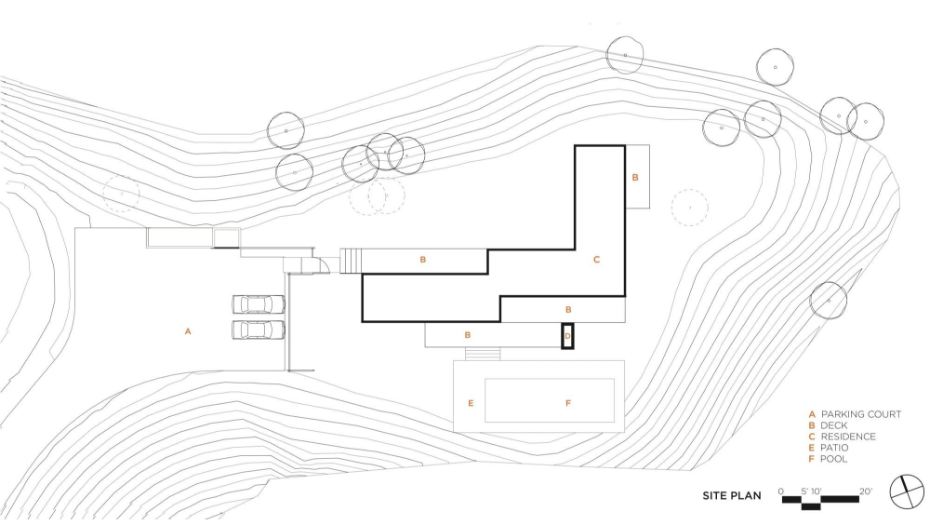 B
B
C
B
A
B
D
E
F
A PARKING COURT
B DECK
C RESIDENCE
E PATIO
F POOL
SITE PLAN
0 5' 10' 20'